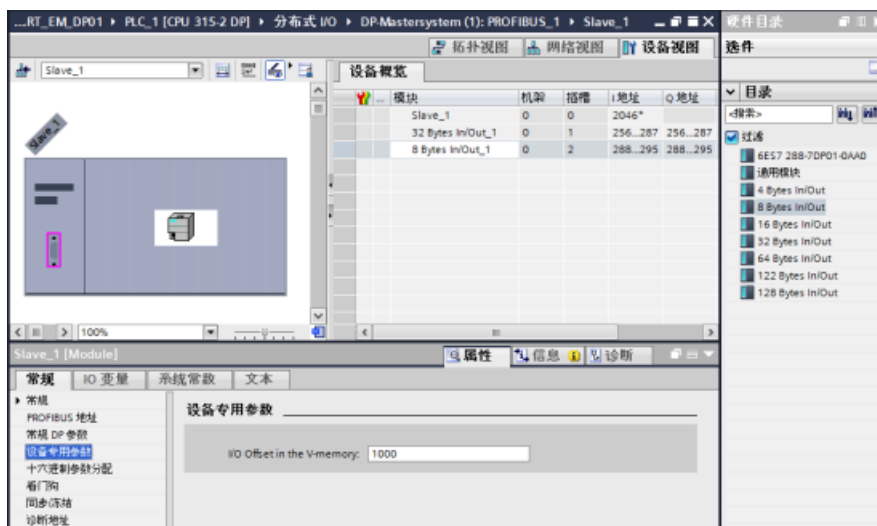 ...RT_EM_DP01 ▸ PLC_1 [CPU 315-2 DP] ▸ 分布式 I/O ▸ DP-Mastersystem (1): PROFIBUS_1 ▸ Slave_1
硬件目录
拓扑视图 网络视图 设备视图
选件
Slave_1
设备概览
目录
... 模块 机架 插槽 I 地址 Q 地址
<搜索>
Slave_1 0 0 2046*
32 Bytes In/Out_1 0 1 256...287 256...287
8 Bytes In/Out_1 0 2 288...295 288...295
过滤
6ES7 288-7DP01-0AA0
通用模块
4 Bytes In/Out
8 Bytes In/Out
16 Bytes In/Out
32 Bytes In/Out
64 Bytes In/Out
122 Bytes In/Out
128 Bytes In/Out
Slave_1
100%
Slave_1 [Module]
属性 信息 诊断
常规 IO 变量 系统常数 文本
常规
PROFIBUS 地址
常规 DP 参数
设备专用参数
十六进制参数分配
看门狗
同步/冻结
诊断地址
设备专用参数
I/O Offset in the V-memory: 1000